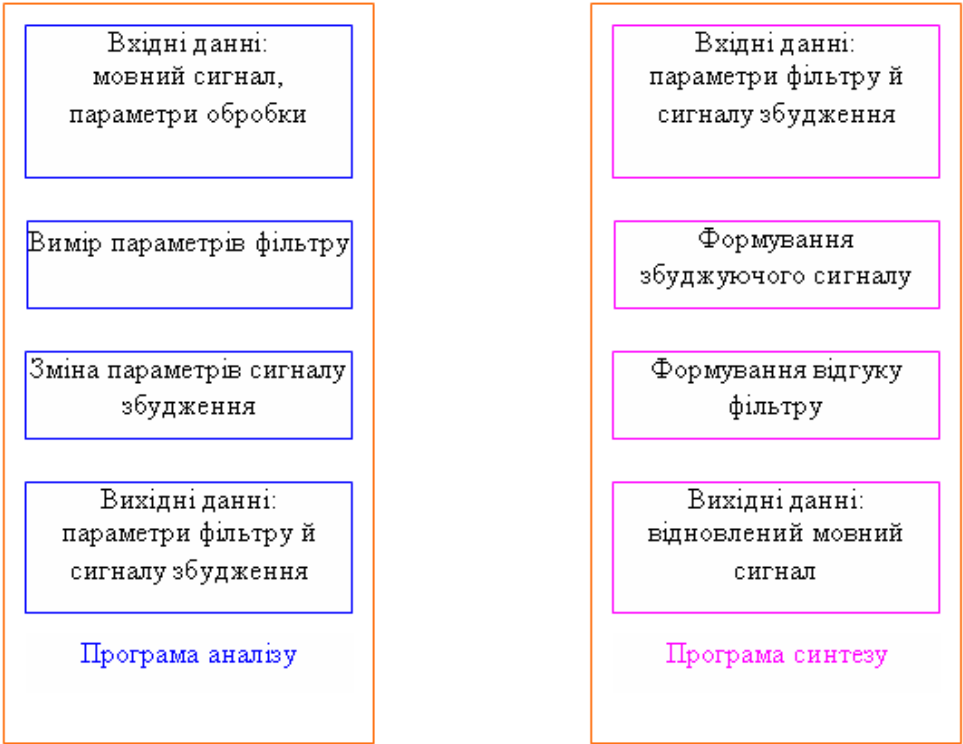 Вхідні данні:
мовний сигнал,
параметри обробки
Вимір параметрів фільтру
Зміна параметрів сигналу
збудження
Вихідні данні:
параметри фільтру й
сигналу збудження
Програма аналізу
Вхідні данні:
параметри фільтру й
сигналу збудження
Формування
збуджуючого сигналу
Формування відгуку
фільтру
Вихідні данні:
відновлений мовний
сигнал
Програма синтезу